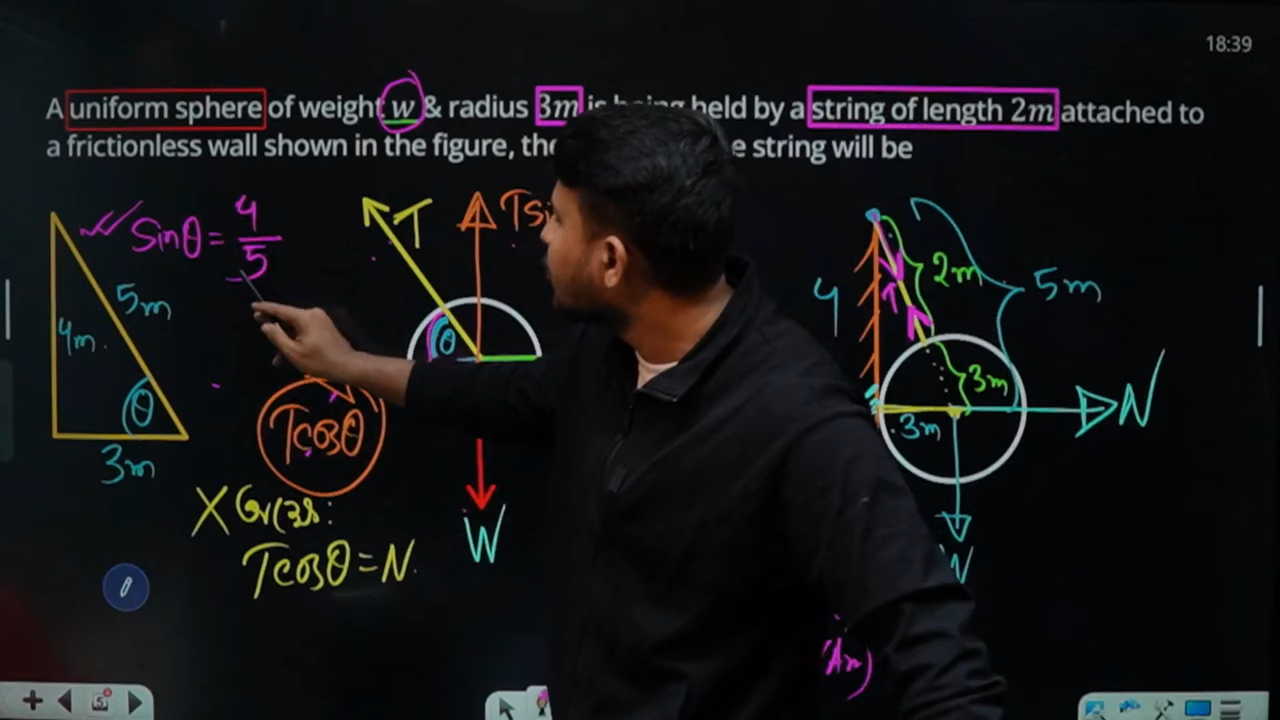 18:39
A uniform sphere of weight w & radius 3m is being held by a string of length 2m attached to
a frictionless wall shown in the figure, the string will be
Sinθ = 4/5
5m
4m
θ
3m
T
θ
W
Tcosθ
Tcosθ = N
4
2m
5m
T
3m
3m
N
W